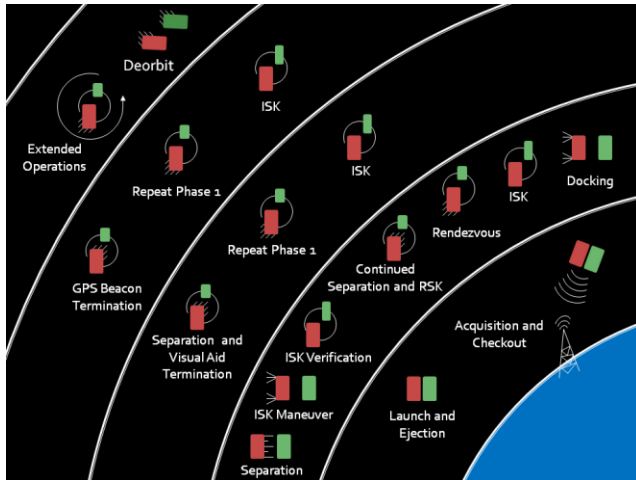 Deorbit
Extended
Operations
ISK
Repeat Phase 1
GPS Beacon
Termination
ISK
Repeat Phase 1
Separation and
Visual Aid
Termination
Docking
ISK
Rendezvous
Continued
Separation and RSK
ISK Verification
ISK Maneuver
Separation
Acquisition and
Checkout
Launch and
Ejection